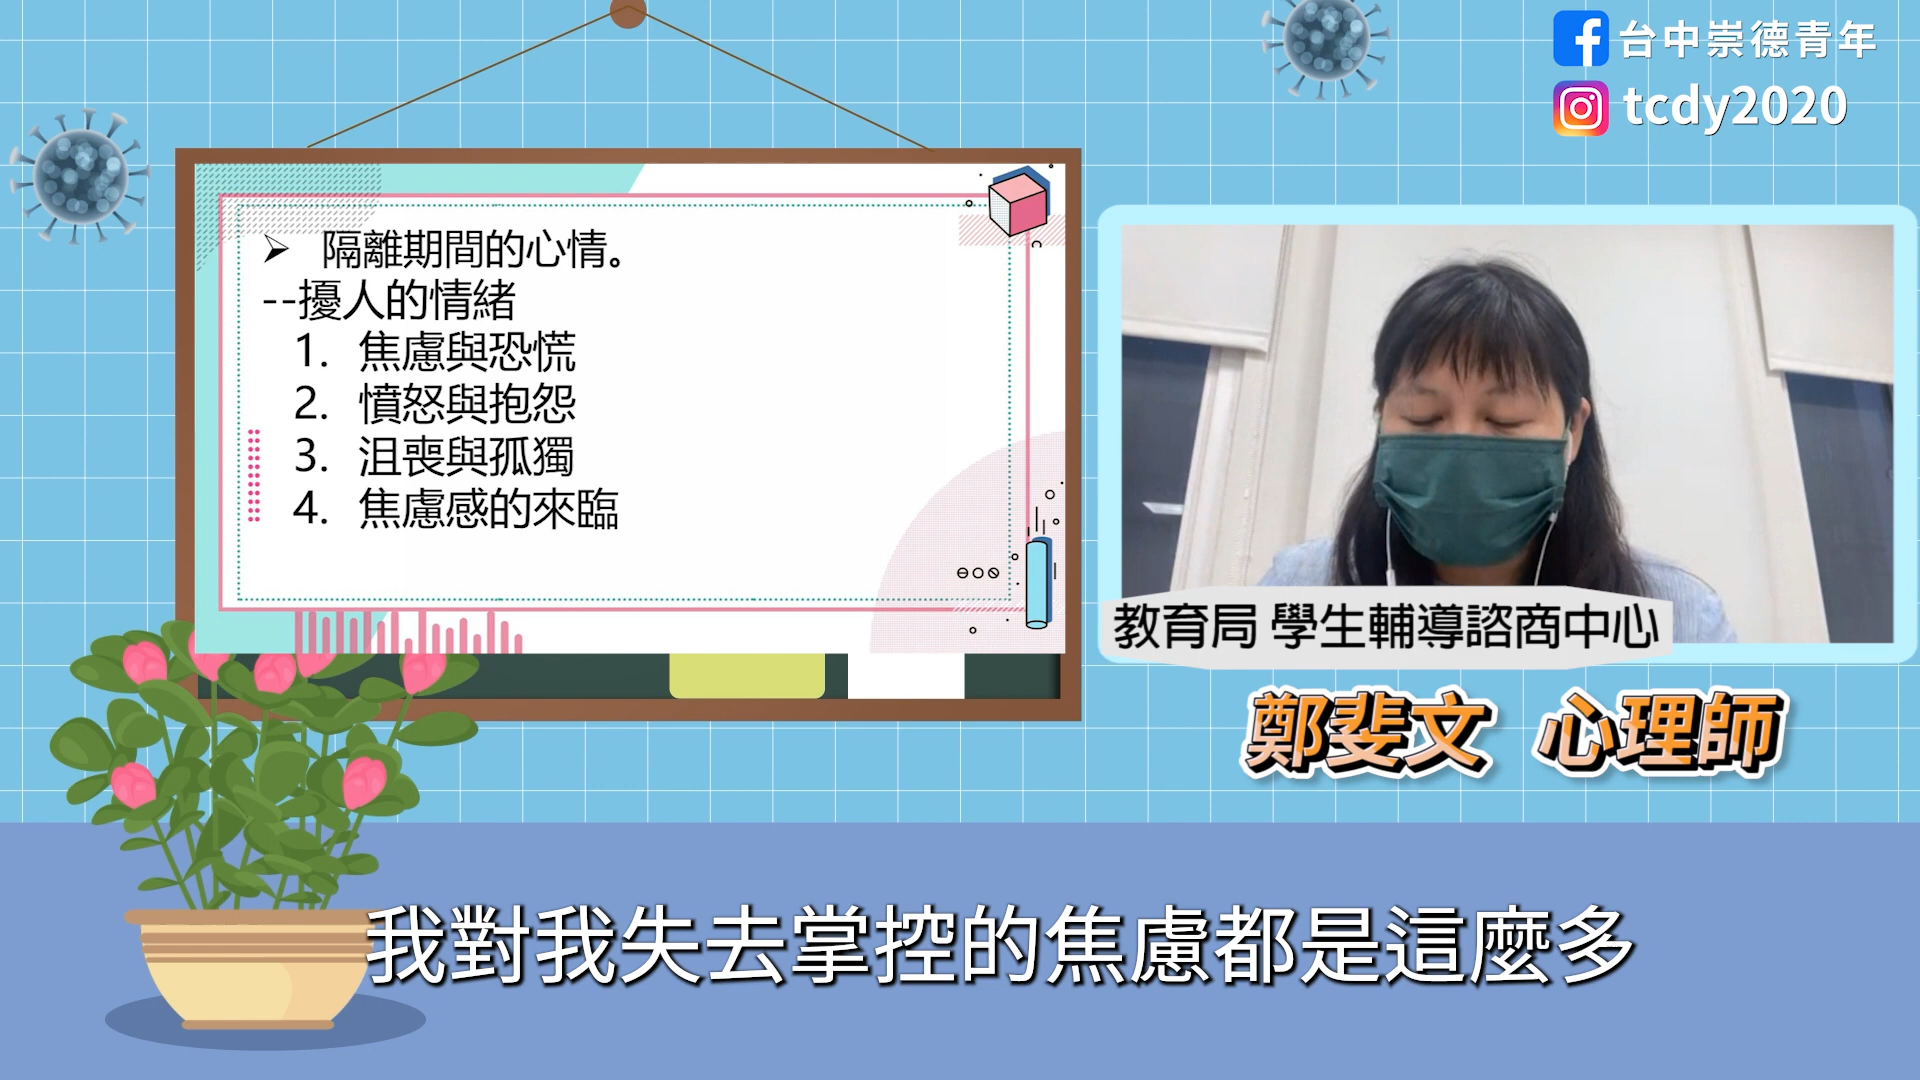 台中崇德青年
tcdy2020
➢ 隔離期間的心情。
--擾人的情緒
1. 焦慮與恐慌
2. 憤怒與抱怨
3. 沮喪與孤獨
4. 焦慮感的來臨
教育局 學生輔導諮商中心
鄭斐文 心理師
我對我失去掌控的焦慮都是這麼多